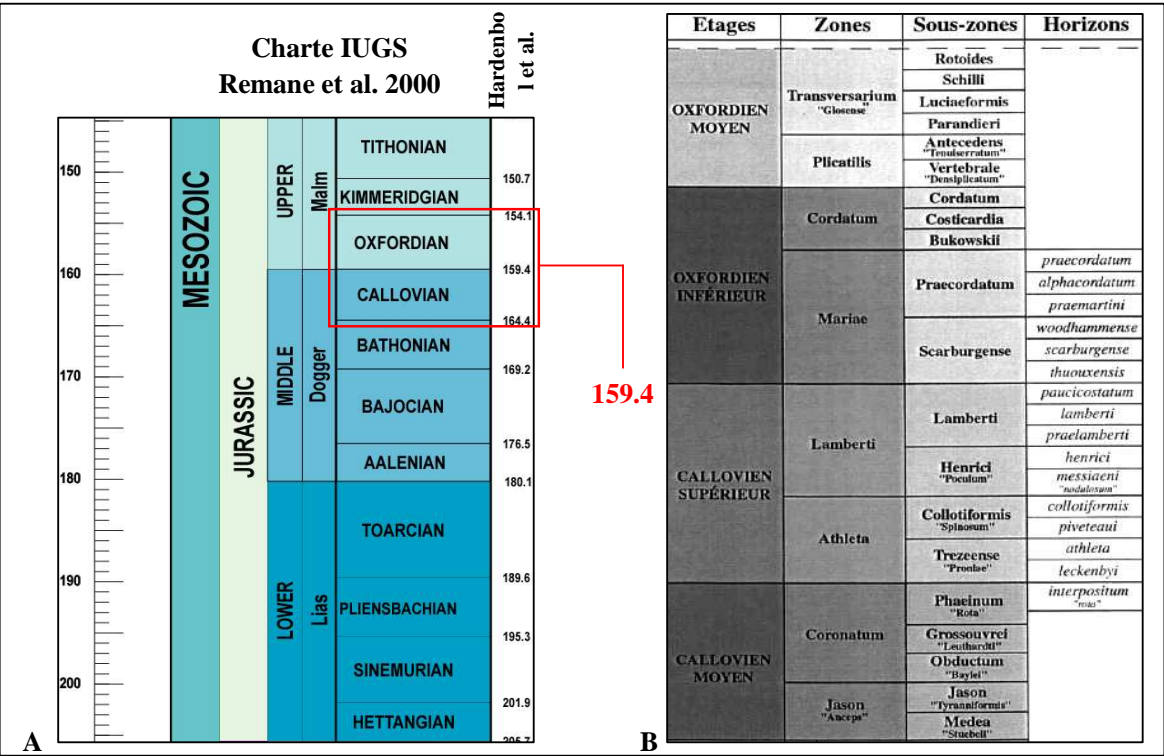 Charte IUGS
Remane et al. 2000
Hardenbo
l et al.
150
160
170
180
190
200
MESOZOIC
JURASSIC
UPPER
Malm
MIDDLE
Dogger
LOWER
Lias
TITHONIAN
150.7
KIMMERIDGIAN
154.1
OXFORDIAN
159.4
CALLOVIAN
164.4
BATHONIAN
169.2
BAJOCIAN
176.5
AALENIAN
180.1
TOARCIAN
189.6
PLIENSBACHIAN
195.3
SINEMURIAN
201.9
HETTANGIAN
205.7
159.4
A
Etages Zones Sous-zones Horizons
OXFORDIEN
MOYEN
Transversarium
"Glosense"
Rotoides
Schilli
Luciaeformis
Parandieri
Plicatilis
Antecedens
"Tenuiserratum"
Vertebrale
"Densiplicatum"
OXFORDIEN
INFÉRIEUR
Cordatum
Cordatum
Costicardia
Bukowskii
Mariae
Praecordatum
praecordatum
alphacordatum
praemartini
Scarburgense
woodhammense
scarburgense
thuouxensis
CALLOVIEN
SUPÉRIEUR
Lamberti
Lamberti
paucicostatum
lamberti
praelamberti
Henrici
"Poculum"
henrici
messiaeni
"nodulosum"
Athleta
Collotiformis
"Spinosum"
collotiformis
piveteaui
Trezeense
"Proniae"
athleta
leckenbyi
CALLOVIEN
MOYEN
Coronatum
Phaeinum
"Rota"
interpositum
"rota"
Grossouvrei
"Leuthardti"
Obductum
"Baylei"
Jason
"Anceps"
Jason
"Tyranniformis"
Medea
"Stuebeli"
B